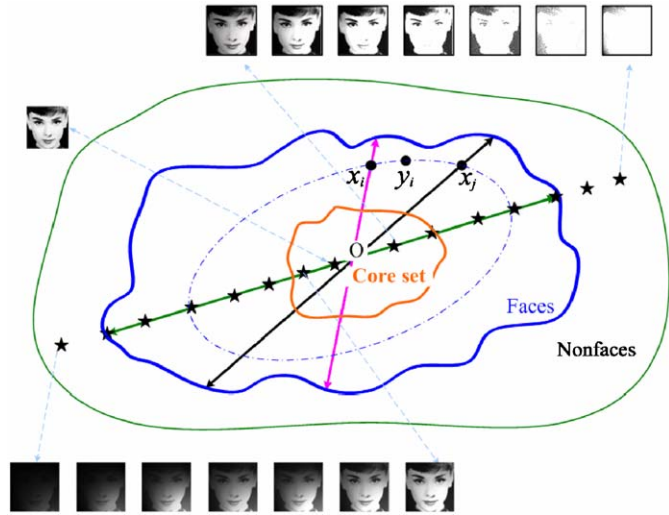 x_i y_i x_j
O
Core set
Faces
Nonfaces